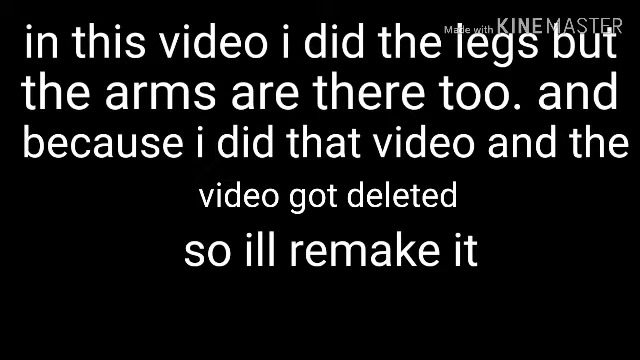 Made with KINEMASTER
in this video i did the legs but
the arms are there too. and
because i did that video and the
video got deleted
so ill remake it